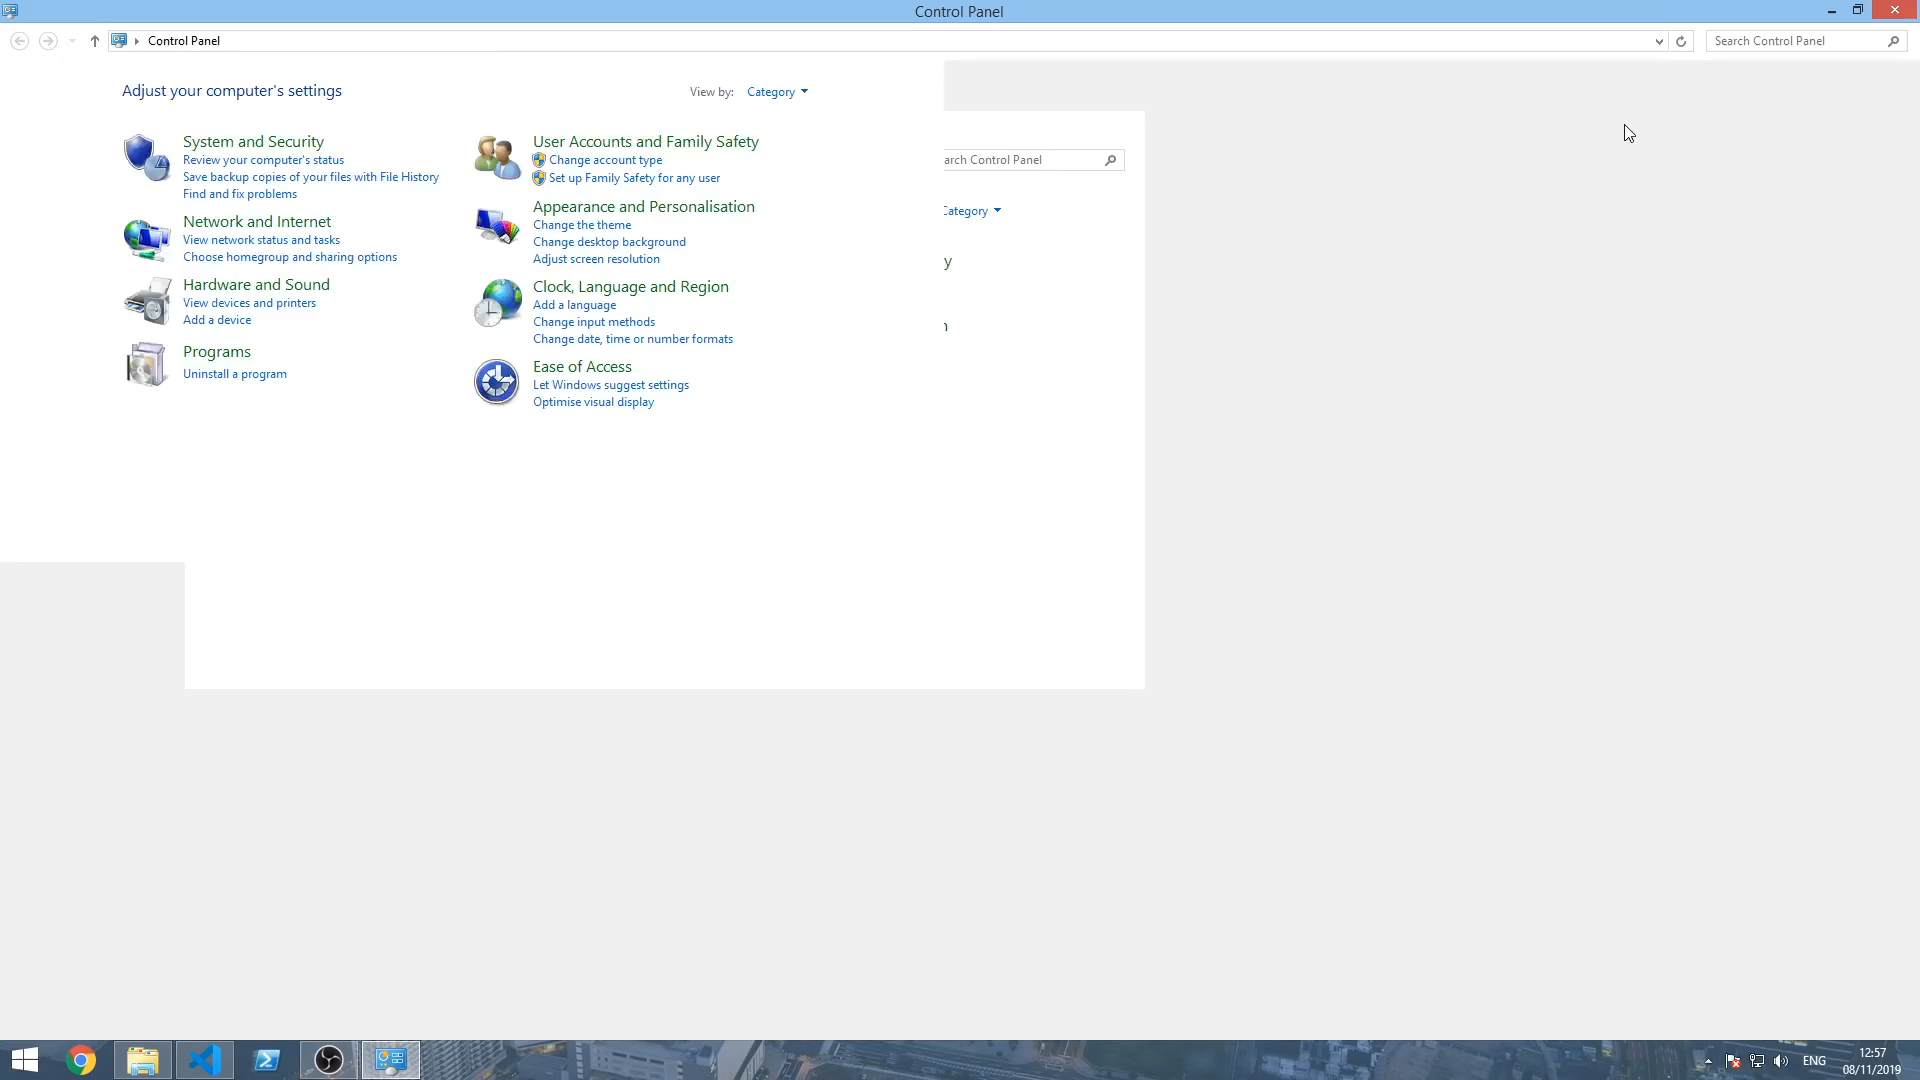 Control Panel
Control Panel
Search Control Panel
Adjust your computer's settings
View by: Category
System and Security
Review your computer's status
Save backup copies of your files with File History
Find and fix problems
Network and Internet
View network status and tasks
Choose homegroup and sharing options
Hardware and Sound
View devices and printers
Add a device
Programs
Uninstall a program
User Accounts and Family Safety
Change account type
Set up Family Safety for any user
Appearance and Personalisation
Change the theme
Change desktop background
Adjust screen resolution
Clock, Language and Region
Add a language
Change input methods
Change date, time or number formats
Ease of Access
Let Windows suggest settings
Optimise visual display
arch Control Panel
Category
y
n
ENG
12:57
08/11/2019